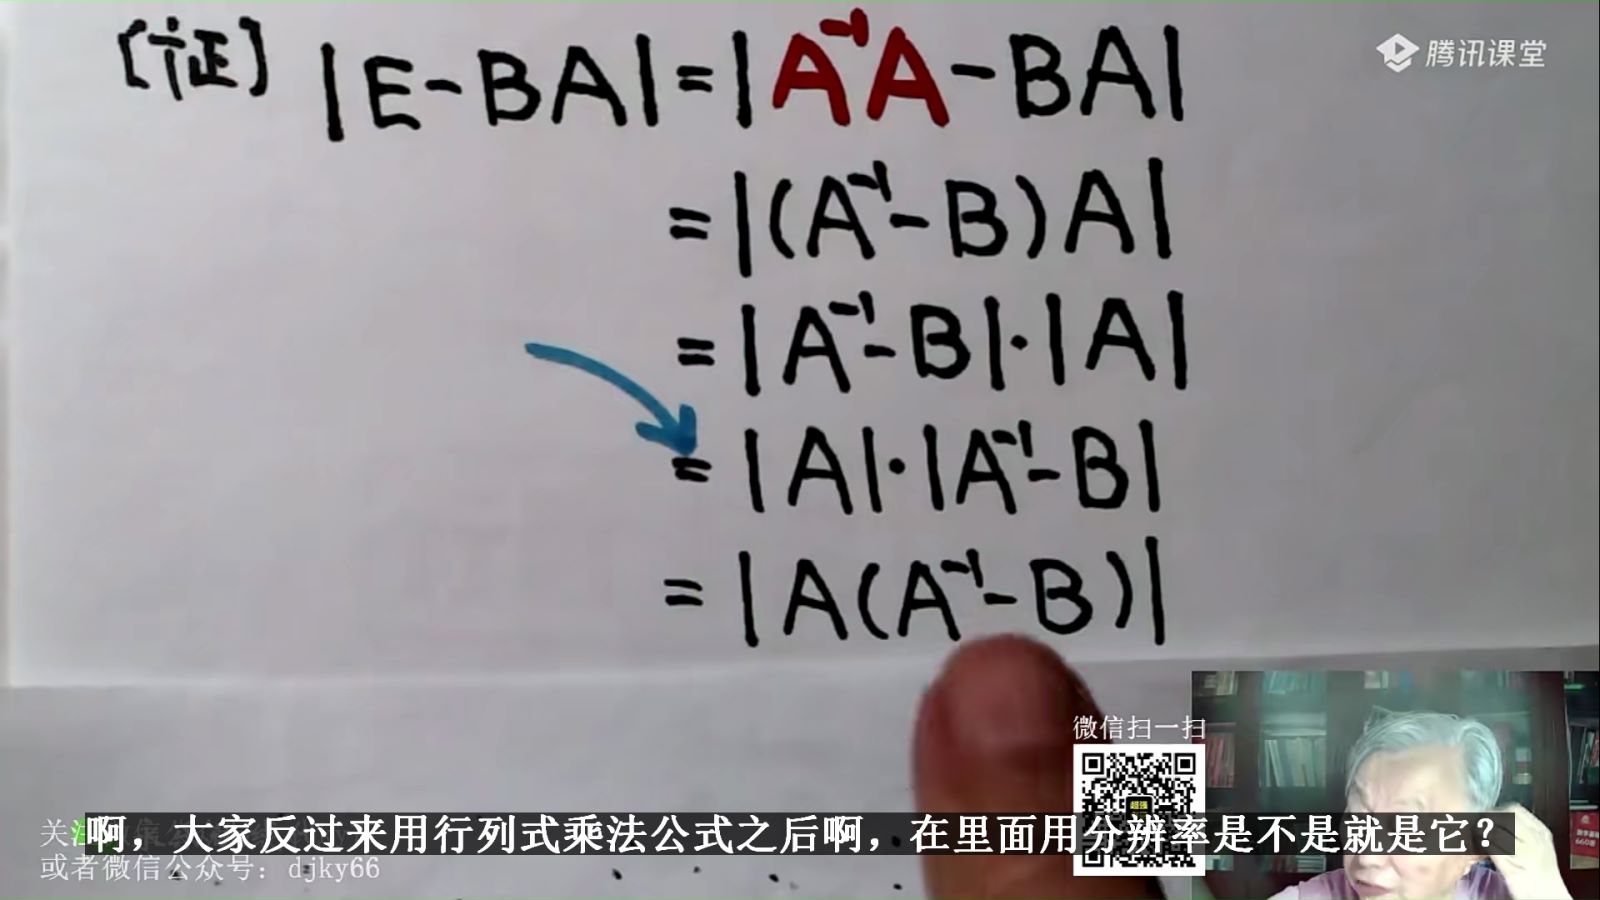 [证] |E-BA|=|A⁻¹A-BA|
腾讯课堂
=|(A⁻¹-B)A|
=|A⁻¹-B|·|A|
=|A|·|A⁻¹-B|
=|A(A⁻¹-B)|
微信扫一扫
啊，大家反过来用行列式乘法公式之后啊，在里面用分辨率是不是就是它？
或者微信公众号：djky66